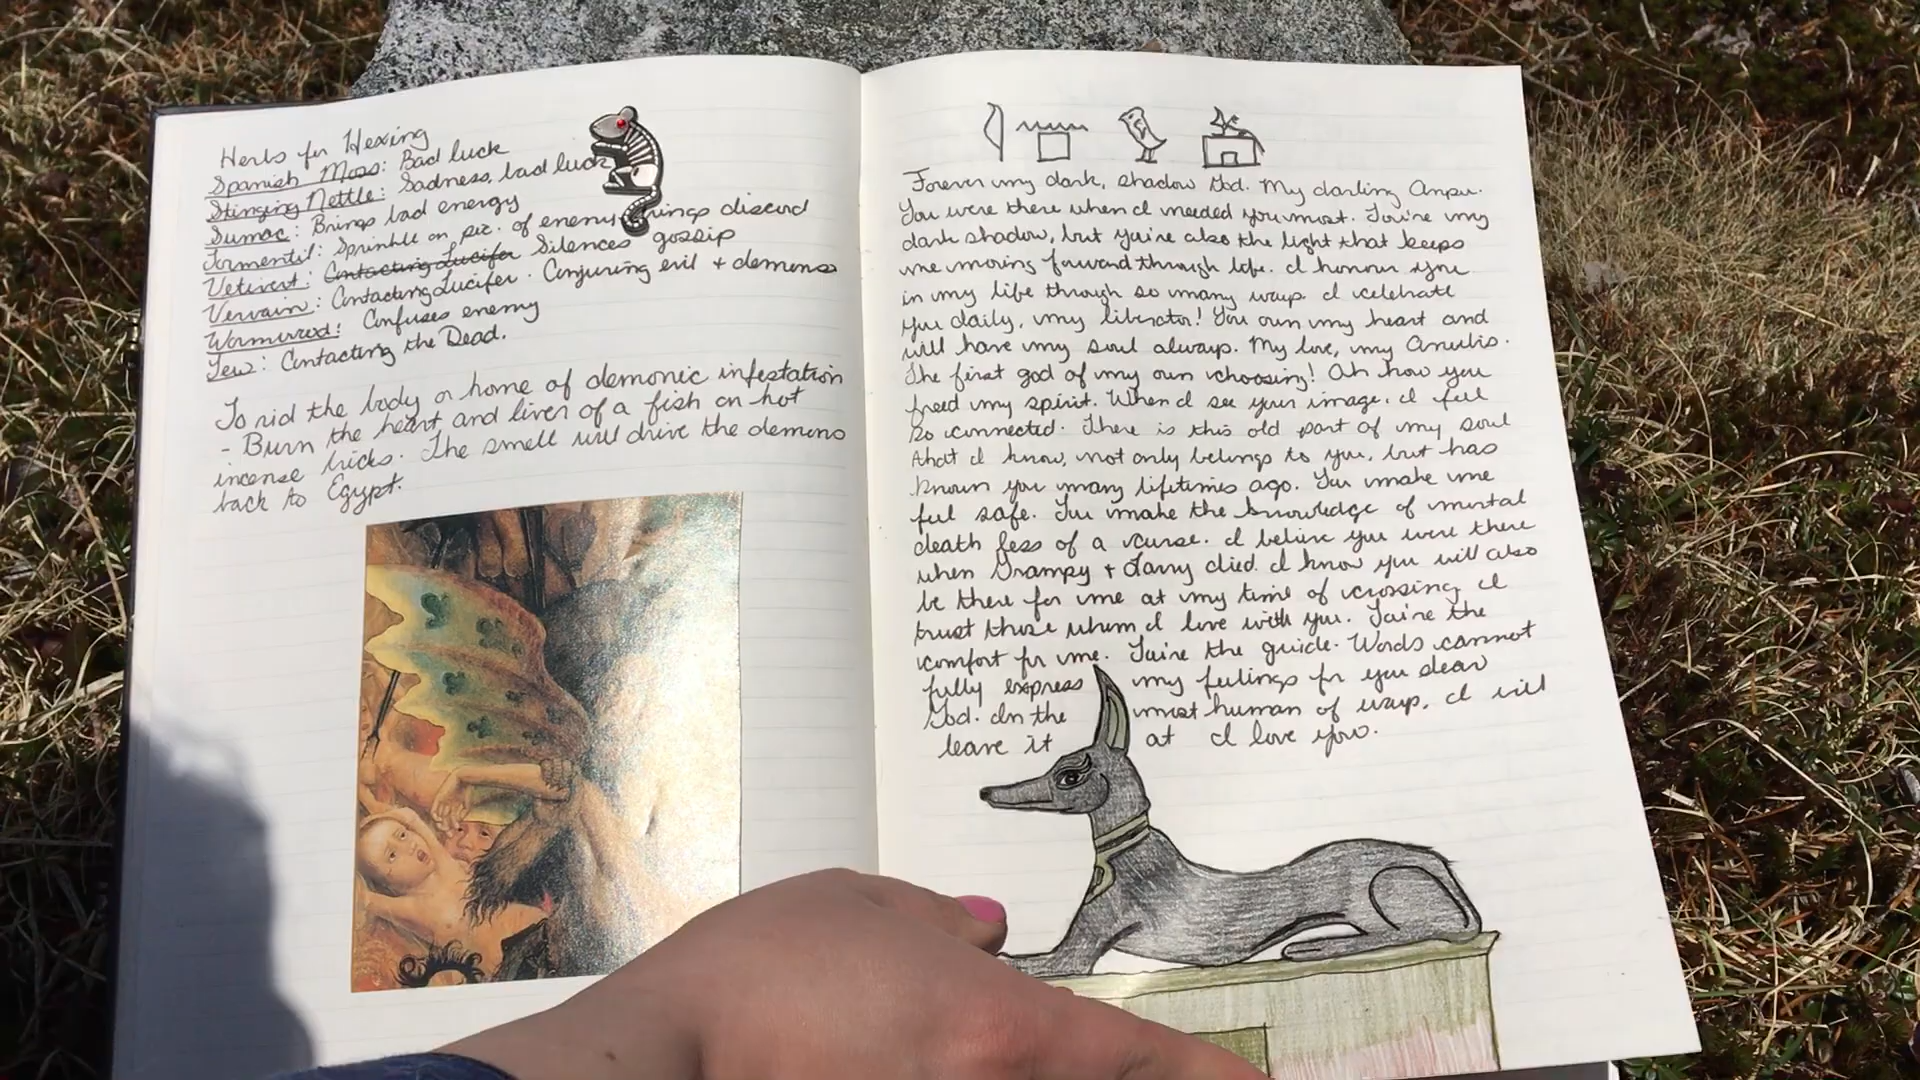 Herbs for Hexing
Spanish Moss: Bad luck
Stinging Nettle: Sadness, bad luck
Sumac: Brings bad energy
Tormentil: Sprinkle on pic. of enemy brings discord
Vetivert: Contacting Lucifer Silences gossip
Vervain: Contacting Lucifer. Conjuring evil + demons
Wormwood: Confuses enemy
Yew: Contacting the Dead.
To rid the body or home of demonic infestation
- Burn the heart and liver of a fish on hot
incense bricks. The smell will drive the demons
back to Egypt.
Forever my dark, shadow God. My darling Anpu.
You were there when I needed you most. You're my
dark shadow, but you're also the light that keeps
me moving forward through life. I honour you
in my life through so many ways. I celebrate
you daily, my liberator! You own my heart and
will have my soul always. My love, my Anubis.
The first god of my own choosing! Oh how you
freed my spirit. When I see your image, I feel
so connected. There is this old part of my soul
that I know, not only belongs to you, but has
known you many lifetimes ago. You make me
feel safe. You make the knowledge of mortal
death less of a curse. I believe you were there
when Grampy + Larry died. I know you will also
be there for me at my time of crossing. I
trust those whom I love with you. You're the
comfort for me. You're the guide. Words cannot
fully express my feelings for you dear
God. In the most human of ways, I will
leave it at I love you.